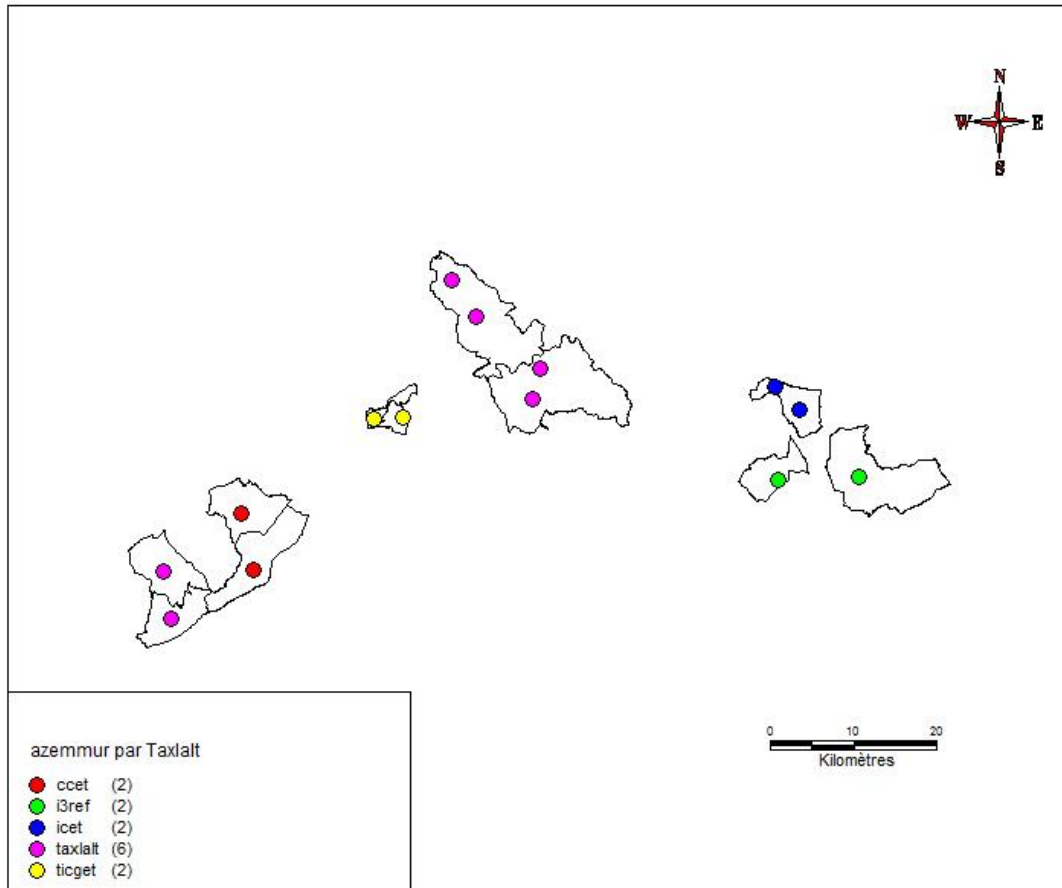 N
W E
S
0 10 20
Kilomètres
azemmur par Taxlalt
ccet (2)
i3ref (2)
icet (2)
taxlalt (6)
ticget (2)